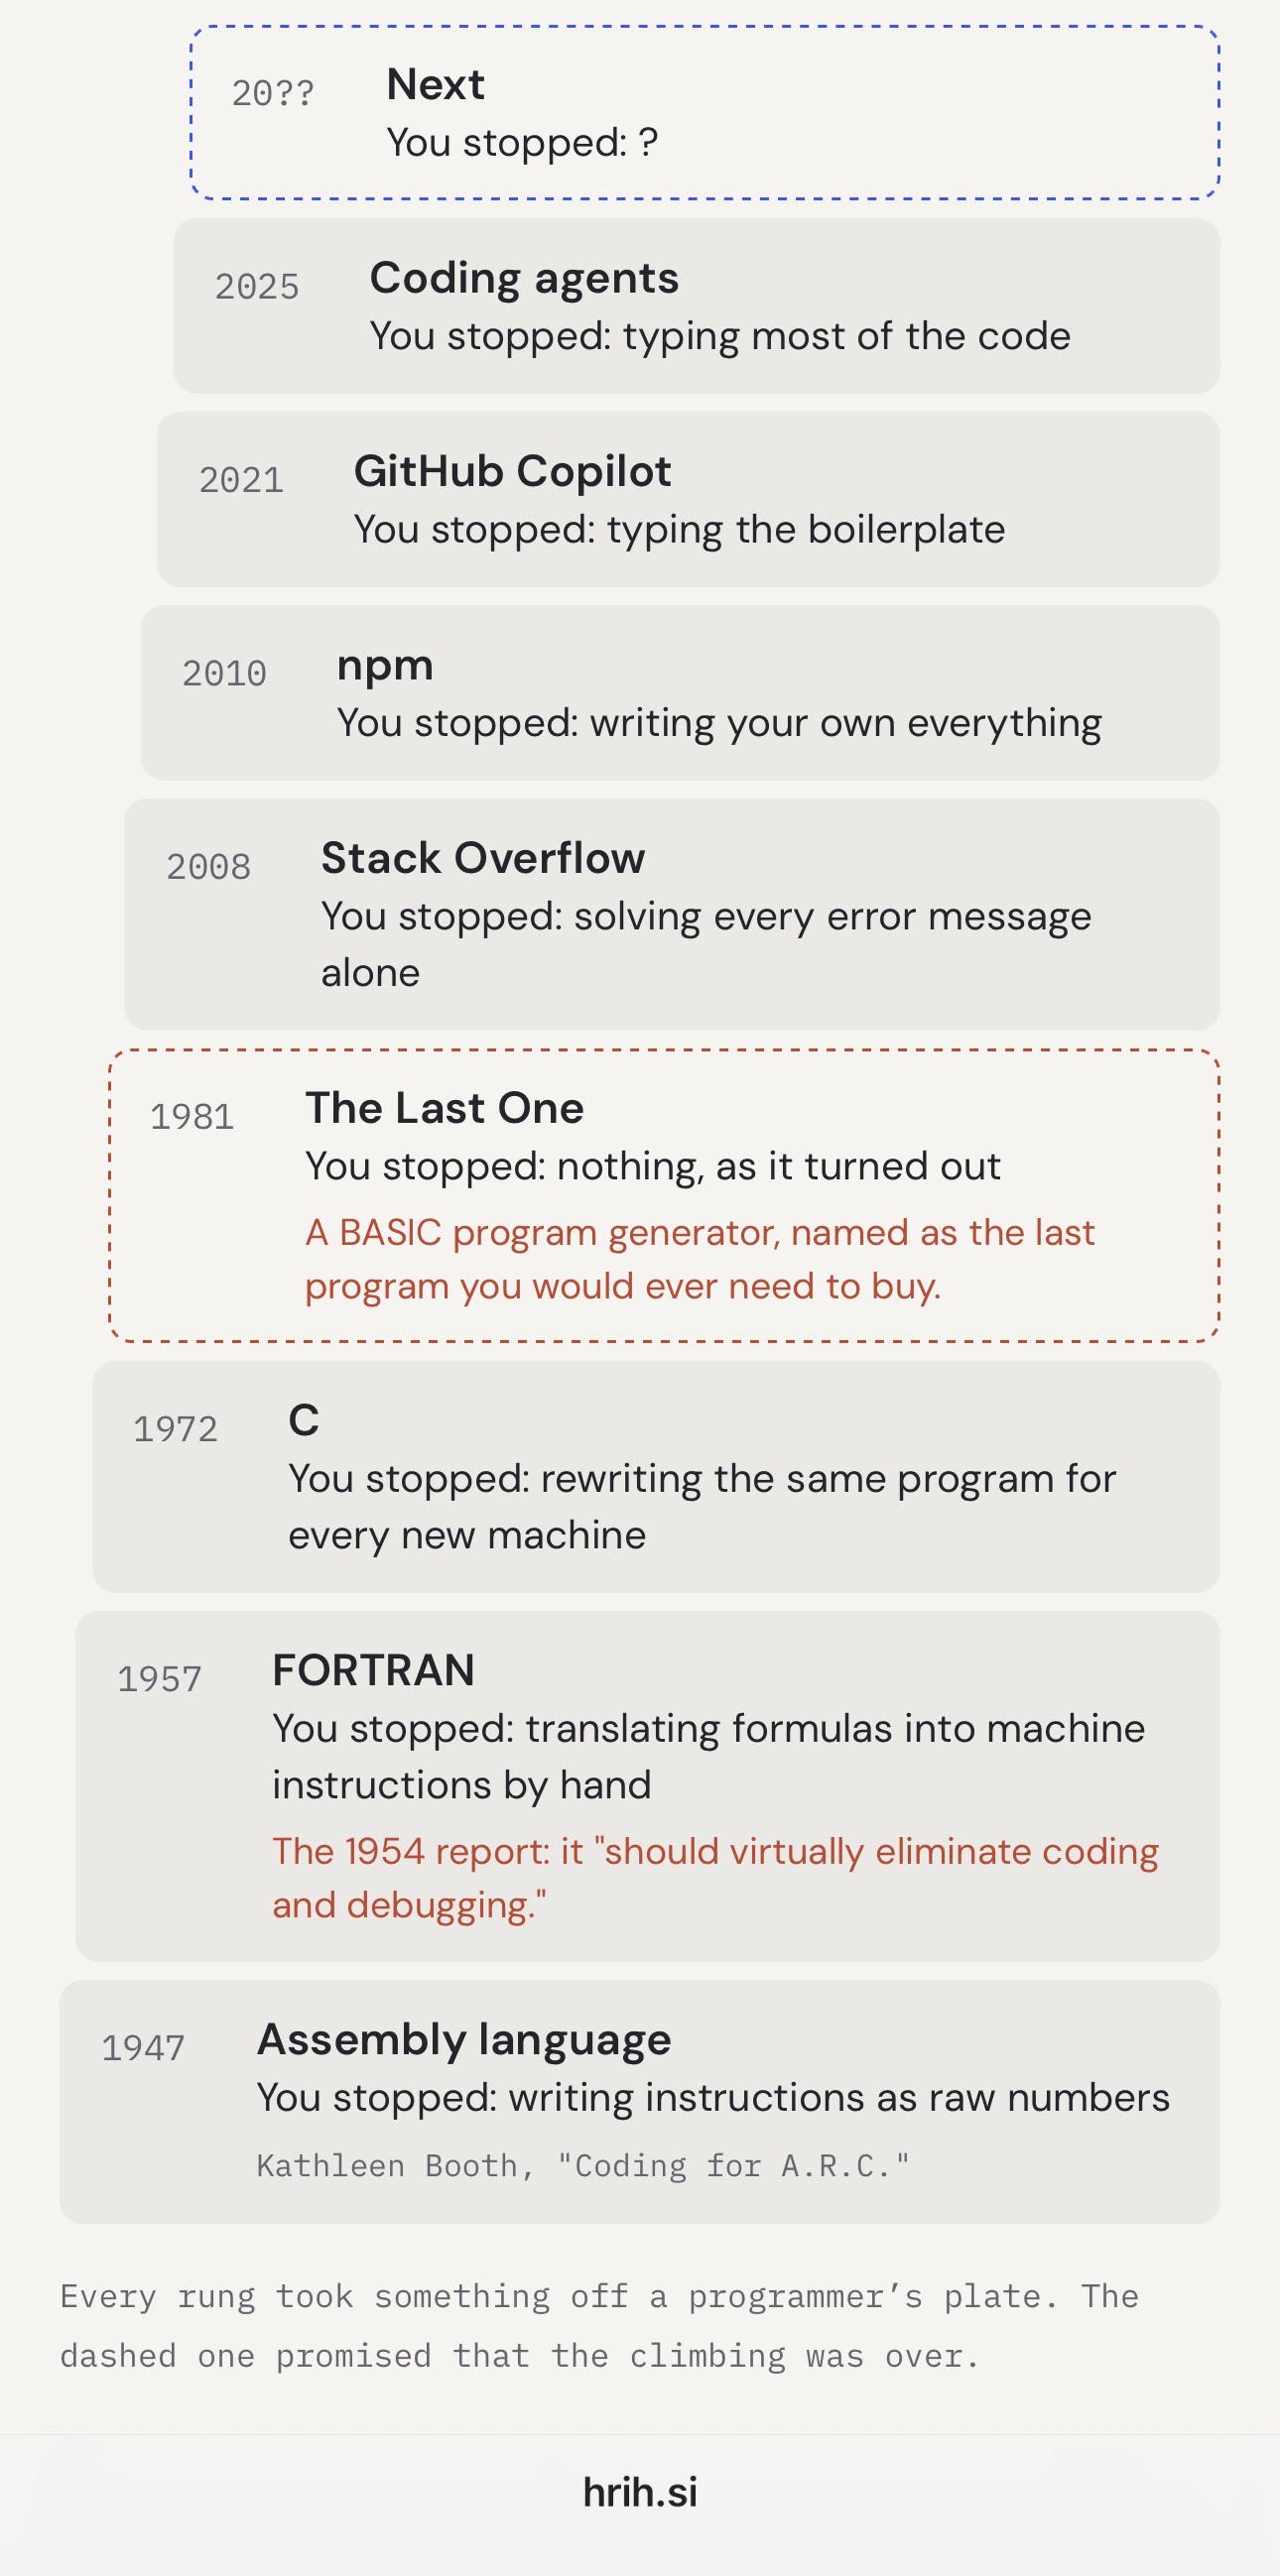 20??
Next
You stopped: ?
2025
Coding agents
You stopped: typing most of the code
2021
GitHub Copilot
You stopped: typing the boilerplate
2010
npm
You stopped: writing your own everything
2008
Stack Overflow
You stopped: solving every error message
alone
1981
The Last One
You stopped: nothing, as it turned out
A BASIC program generator, named as the last
program you would ever need to buy.
1972
C
You stopped: rewriting the same program for
every new machine
1957
FORTRAN
You stopped: translating formulas into machine
instructions by hand
The 1954 report: it "should virtually eliminate coding
and debugging."
1947
Assembly language
You stopped: writing instructions as raw numbers
Kathleen Booth, "Coding for A.R.C."
Every rung took something off a programmer’s plate. The
dashed one promised that the climbing was over.
hrih.si